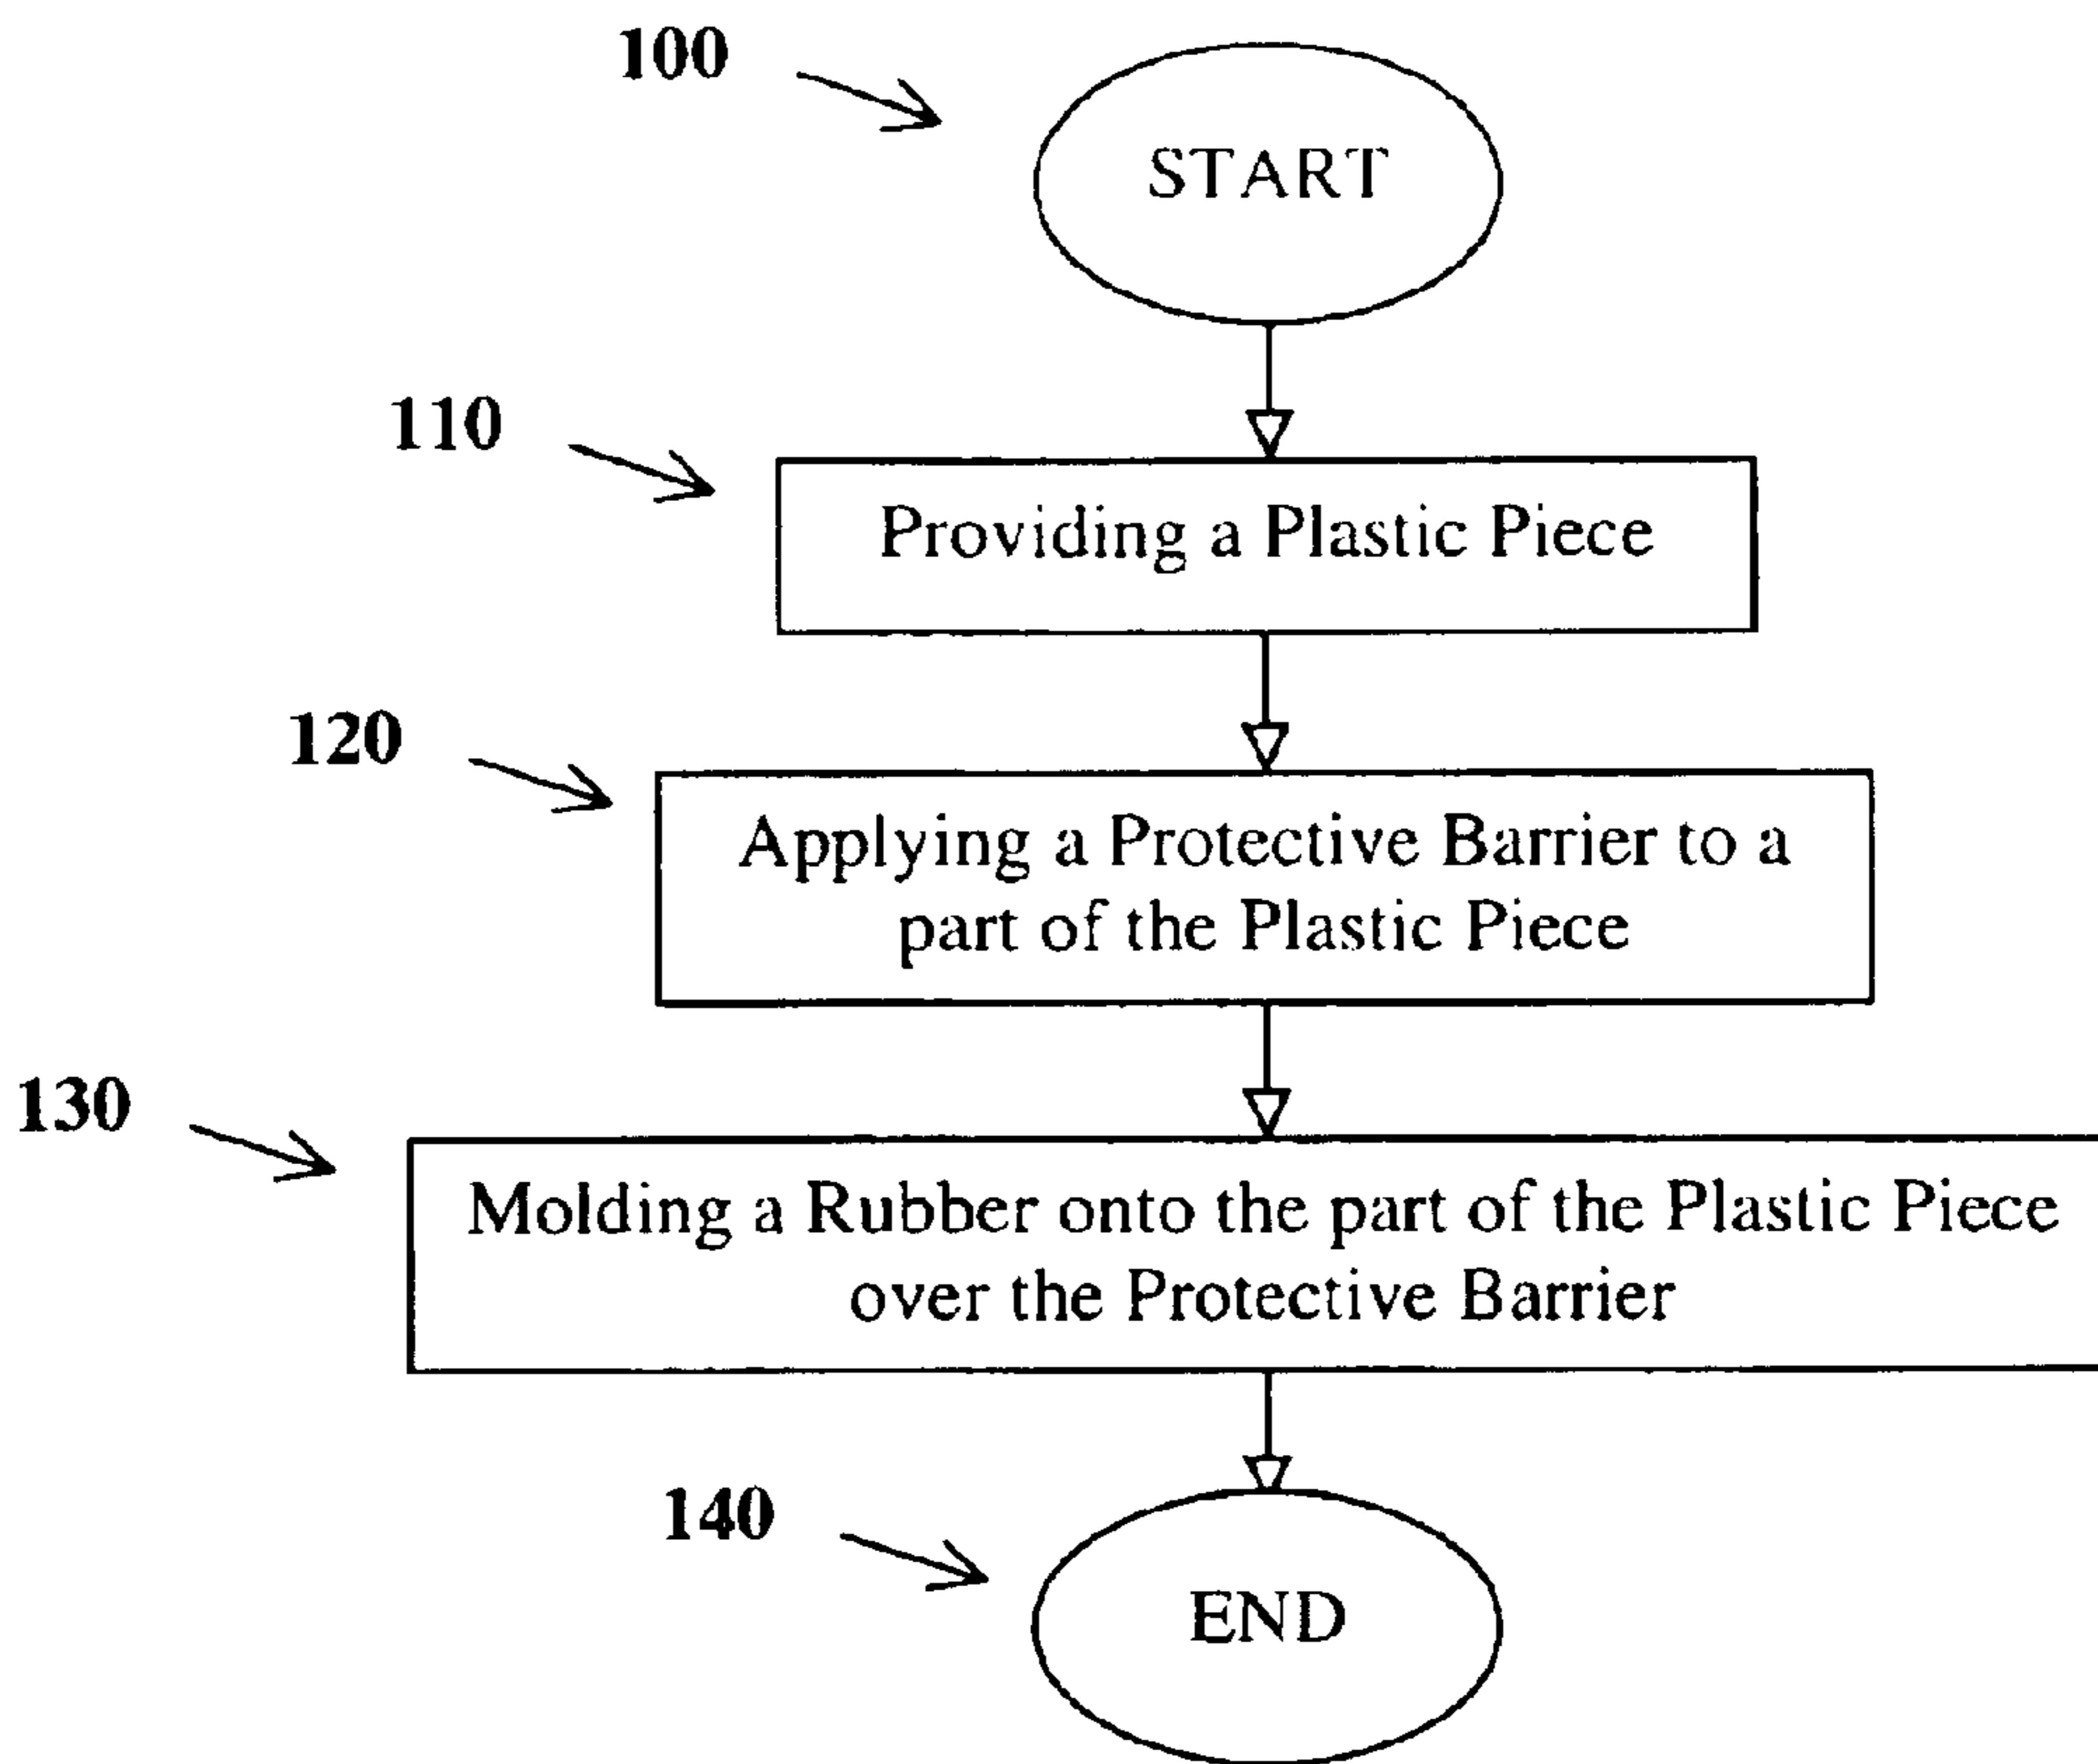 100
START
110
Providing a Plastic Piece
120
Applying a Protective Barrier to a
part of the Plastic Piece
130
Molding a Rubber onto the part of the Plastic Piece
over the Protective Barrier
140
END